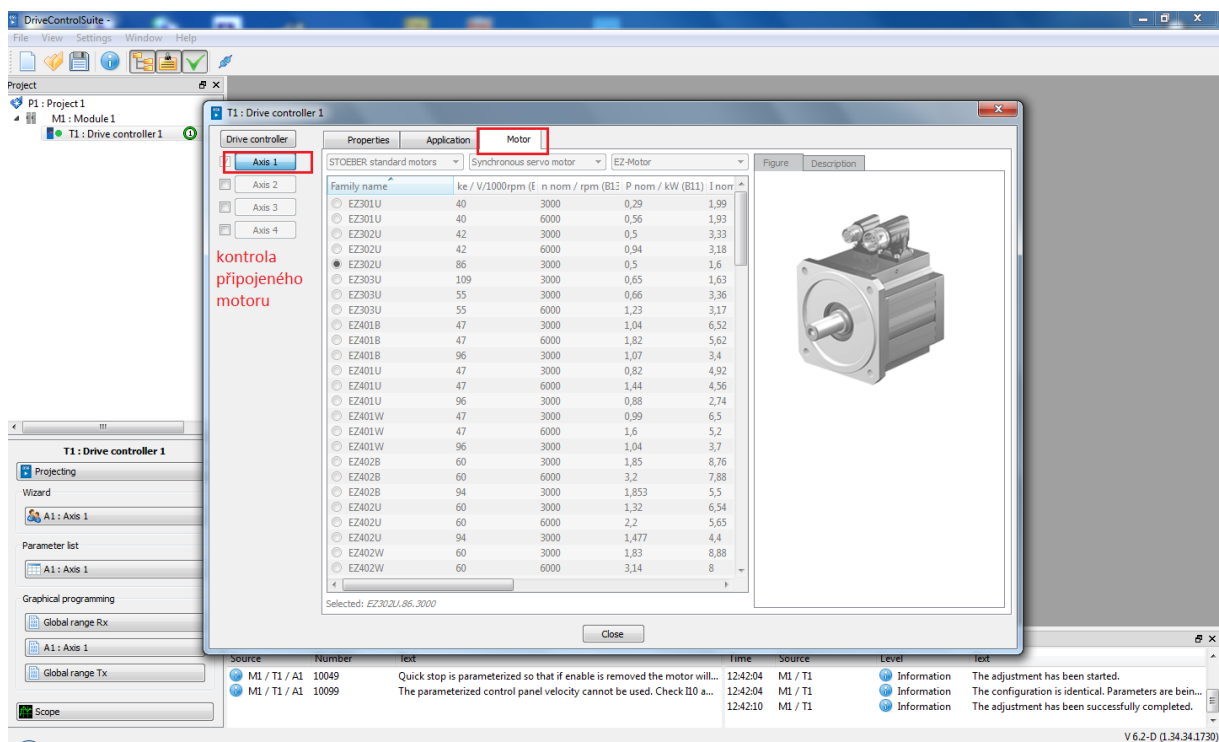 DriveControlSuite -
File View Settings Window Help
Project
P1 : Project 1
M1 : Module 1
T1 : Drive controller 1
1
T1 : Drive controller 1
Drive controller
Properties Application Motor
Axis 1
Axis 2
Axis 3
Axis 4
kontrola
připojeného
motoru
STOEBER standard motors Synchronous servo motor EZ-Motor
Family name ke / V/1000rpm (E n nom / rpm (B13 P nom / kW (B11) I nom
EZ301U 40 3000 0,29 1,99
EZ301U 40 6000 0,56 1,93
EZ302U 42 3000 0,5 3,33
EZ302U 42 6000 0,94 3,18
EZ302U 86 3000 0,5 1,6
EZ303U 109 3000 0,65 1,63
EZ303U 55 3000 0,66 3,36
EZ303U 55 6000 1,23 3,17
EZ401B 47 3000 1,04 6,52
EZ401B 47 6000 1,82 5,62
EZ401B 96 3000 1,07 3,4
EZ401U 47 3000 0,82 4,92
EZ401U 47 6000 1,44 4,56
EZ401U 96 3000 0,88 2,74
EZ401W 47 3000 0,99 6,5
EZ401W 47 6000 1,6 5,2
EZ401W 96 3000 1,04 3,7
EZ402B 60 3000 1,85 8,76
EZ402B 60 6000 3,2 7,88
EZ402B 94 3000 1,853 5,5
EZ402U 60 3000 1,32 6,54
EZ402U 60 6000 2,2 5,65
EZ402U 94 3000 1,477 4,4
EZ402W 60 3000 1,83 8,88
EZ402W 60 6000 3,14 8
Selected: EZ302U.86.3000
Figure Description
Close
T1 : Drive controller 1
Projecting
Wizard
A1 : Axis 1
Parameter list
A1 : Axis 1
Graphical programming
Global range Rx
A1 : Axis 1
Global range Tx
Scope
Source Number Text
M1 / T1 / A1 10049 Quick stop is parameterized so that if enable is removed the motor will...
M1 / T1 / A1 10099 The parameterized control panel velocity cannot be used. Check I10 a...
Time Source Level Text
12:42:04 M1 / T1 Information The adjustment has been started.
12:42:04 M1 / T1 Information The configuration is identical. Parameters are bein...
12:42:10 M1 / T1 Information The adjustment has been successfully completed.
V 6.2-D (1.34.34.1730)